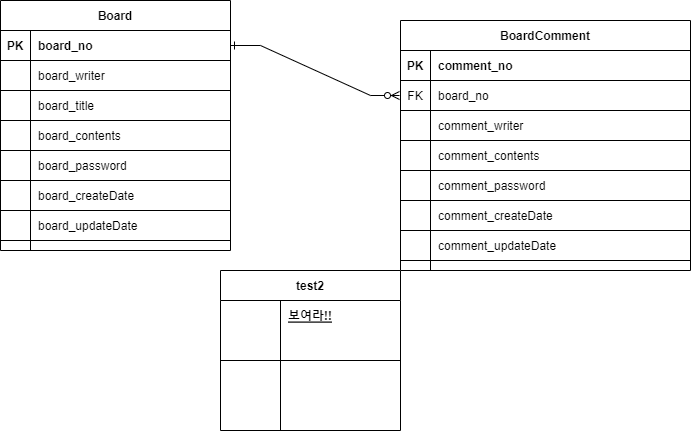 Board
PK board_no
board_writer
board_title
board_contents
board_password
board_createDate
board_updateDate
BoardComment
PK comment_no
FK board_no
comment_writer
comment_contents
comment_password
comment_createDate
comment_updateDate
test2
보여라!!